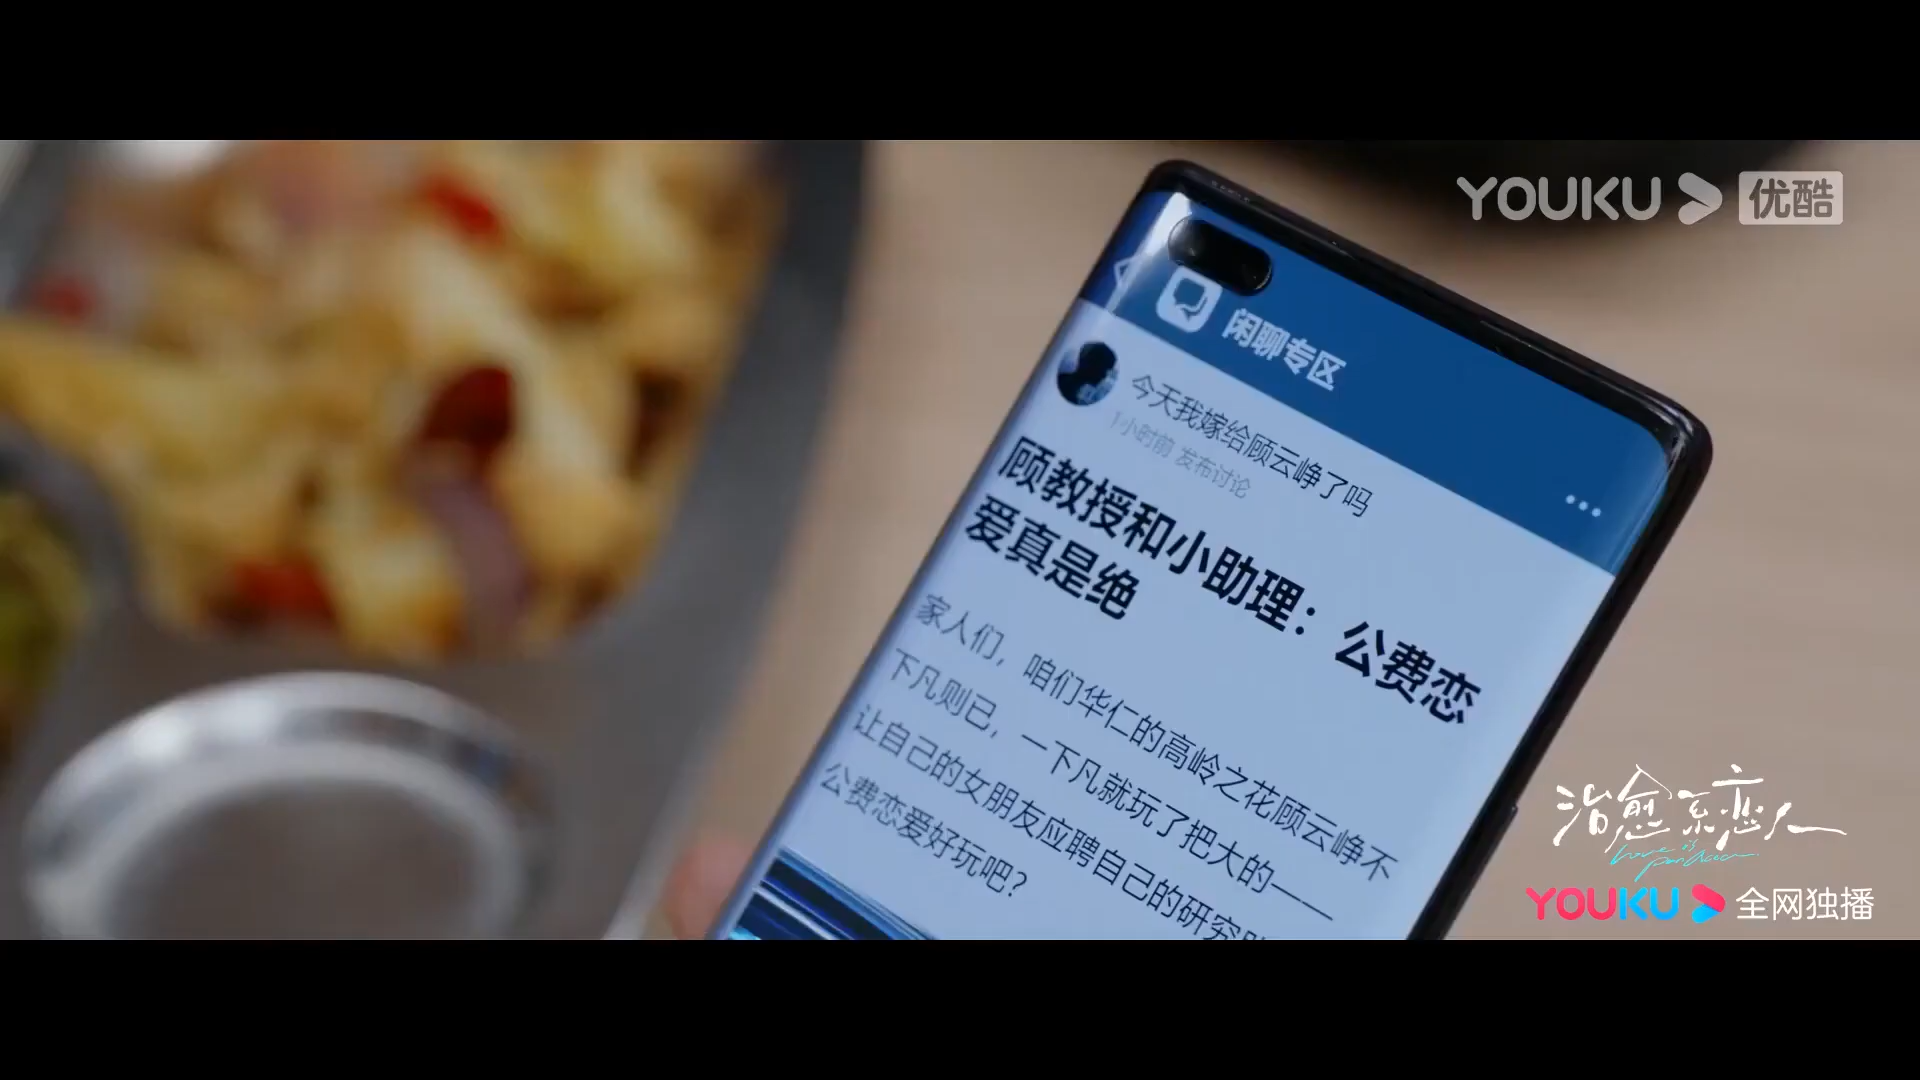 YOUKU 优酷
闲聊专区
今天我嫁给顾云峥了吗
1小时前 发布讨论
顾教授和小助理：公费恋
爱真是绝
家人们，咱们华仁的高岭之花顾云峥不
下凡则已，一下凡就玩了把大的——
让自己的女朋友应聘自己的研究
公费恋爱好玩吧？
治愈系恋人
YOUKU 全网独播